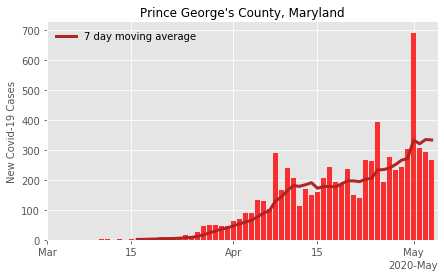 Prince George's County, Maryland
7 day moving average
New Covid-19 Cases
700
600
500
400
300
200
100
0
Mar
15
Apr
15
May
2020-May